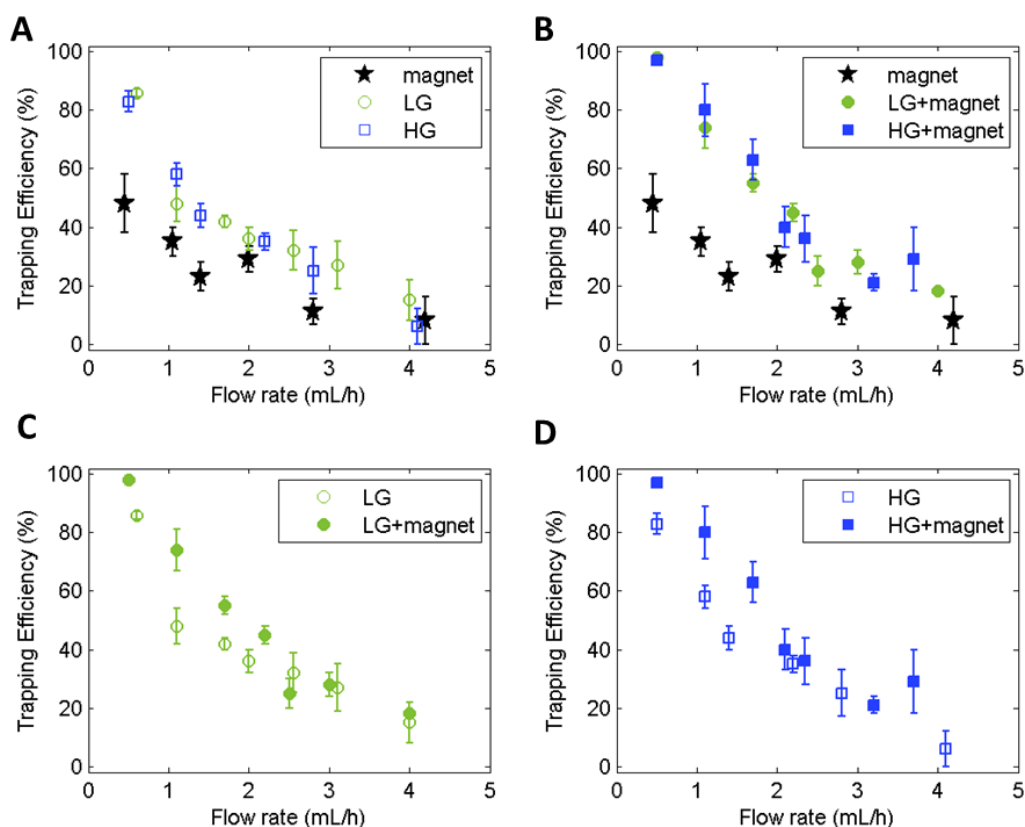 A
B
100
80
60
40
20
0
Trapping Efficiency (%)
magnet
LG
HG
0 1 2 3 4 5
Flow rate (mL/h)
100
80
60
40
20
0
Trapping Efficiency (%)
magnet
LG+magnet
HG+magnet
0 1 2 3 4 5
Flow rate (mL/h)
C
D
100
80
60
40
20
0
Trapping Efficiency (%)
LG
LG+magnet
0 1 2 3 4 5
Flow rate (mL/h)
100
80
60
40
20
0
Trapping Efficiency (%)
HG
HG+magnet
0 1 2 3 4 5
Flow rate (mL/h)